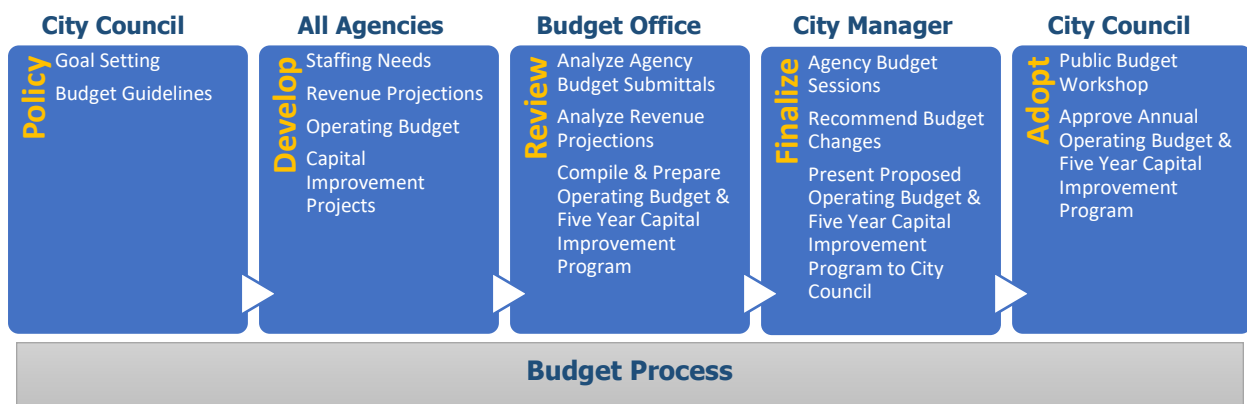 City Council
Policy
Goal Setting
Budget Guidelines
All Agencies
Develop
Staffing Needs
Revenue Projections
Operating Budget
Capital
Improvement
Projects
Budget Office
Review
Analyze Agency
Budget Submittals
Analyze Revenue
Projections
Compile & Prepare
Operating Budget &
Five Year Capital
Improvement
Program
City Manager
Finalize
Agency Budget
Sessions
Recommend Budget
Changes
Present Proposed
Operating Budget &
Five Year Capital
Improvement
Program to City
Council
City Council
Adopt
Public Budget
Workshop
Approve Annual
Operating Budget &
Five Year Capital
Improvement
Program
Budget Process